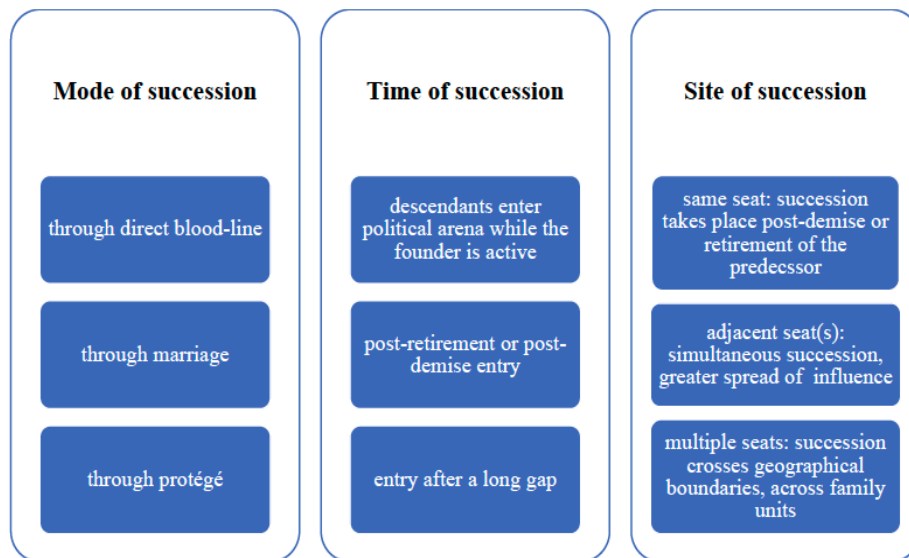 Mode of succession
through direct blood-line
through marriage
through protégé
Time of succession
descendants enter
political arena while the
founder is active
post-retirement or post-
demise entry
entry after a long gap
Site of succession
same seat: succession
takes place post-demise or
retirement of the
predecssor
adjacent seat(s):
simultaneous succession,
greater spread of influence
multiple seats: succession
crosses geographical
boundaries, across family
units